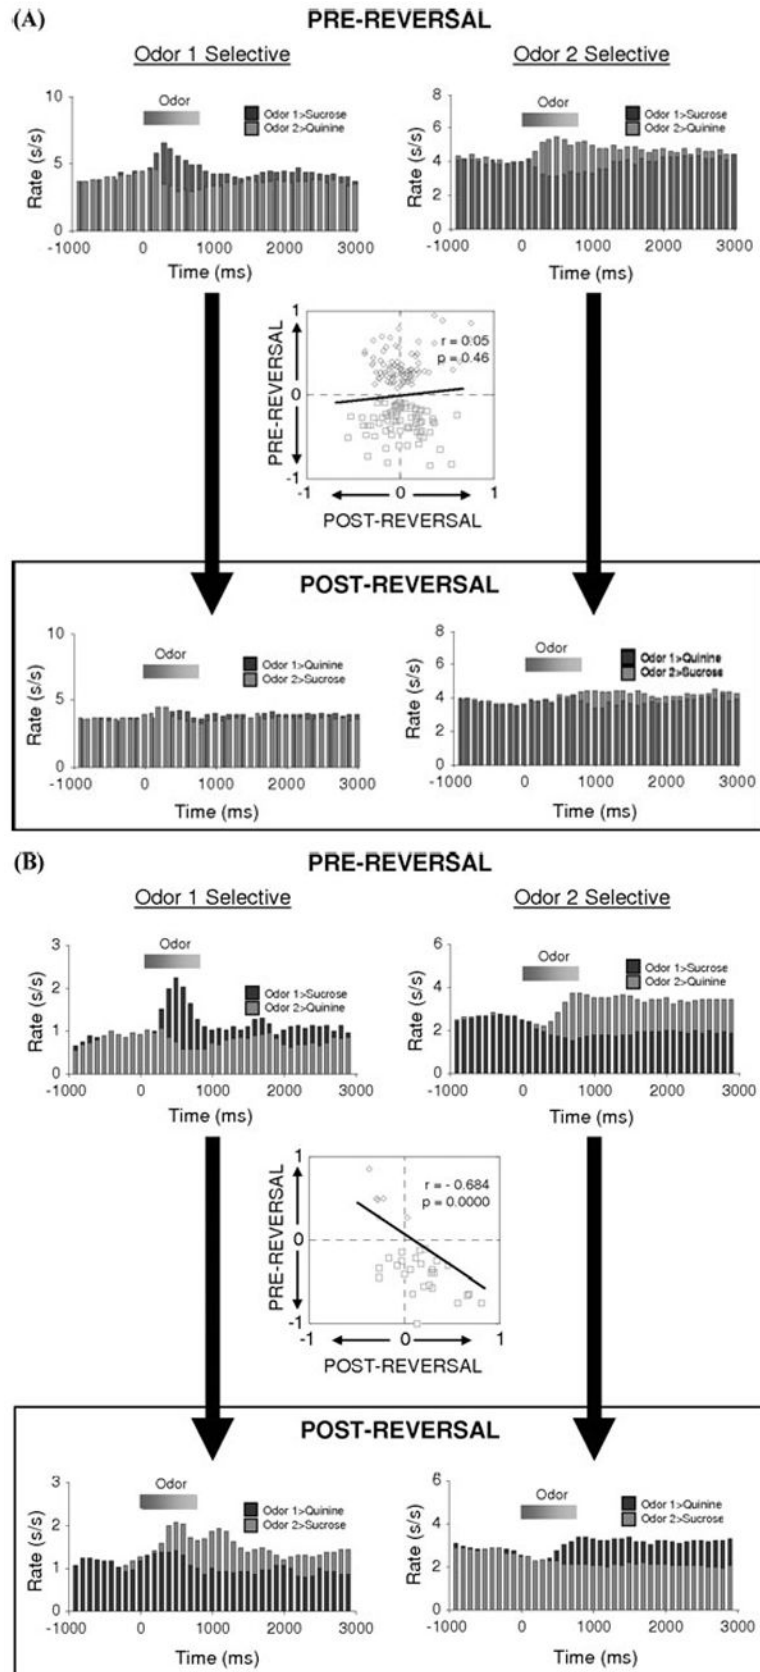 (A)
PRE-REVERSAL
Odor 1 Selective
Odor 2 Selective
10
5
0
Rate (s/s)
Odor
Odor 1>Sucrose
Odor 2>Quinine
-1000 0 1000 2000 3000
Time (ms)
8
6
4
2
0
Rate (s/s)
Odor
Odor 1>Sucrose
Odor 2>Quinine
-1000 0 1000 2000 3000
Time (ms)
1
0
-1
PRE-REVERSAL
r = 0.05
p = 0.46
-1 0 1
POST-REVERSAL
POST-REVERSAL
10
5
0
Rate (s/s)
Odor
Odor 1>Quinine
Odor 2>Sucrose
-1000 0 1000 2000 3000
Time (ms)
8
6
4
2
0
Rate (s/s)
Odor
Odor 1>Quinine
Odor 2>Sucrose
-1000 0 1000 2000 3000
Time (ms)
(B)
PRE-REVERSAL
Odor 1 Selective
Odor 2 Selective
3
2
1
0
Rate (s/s)
Odor
Odor 1>Sucrose
Odor 2>Quinine
-1000 0 1000 2000 3000
Time (ms)
6
4
2
0
Rate (s/s)
Odor
Odor 1>Sucrose
Odor 2>Quinine
-1000 0 1000 2000 3000
Time (ms)
1
0
-1
PRE-REVERSAL
r = - 0.684
p = 0.0000
-1 0 1
POST-REVERSAL
POST-REVERSAL
3
2
1
0
Rate (s/s)
Odor
Odor 1>Quinine
Odor 2>Sucrose
-1000 0 1000 2000 3000
Time (ms)
6
4
2
0
Rate (s/s)
Odor
Odor 1>Quinine
Odor 2>Sucrose
-1000 0 1000 2000 3000
Time (ms)